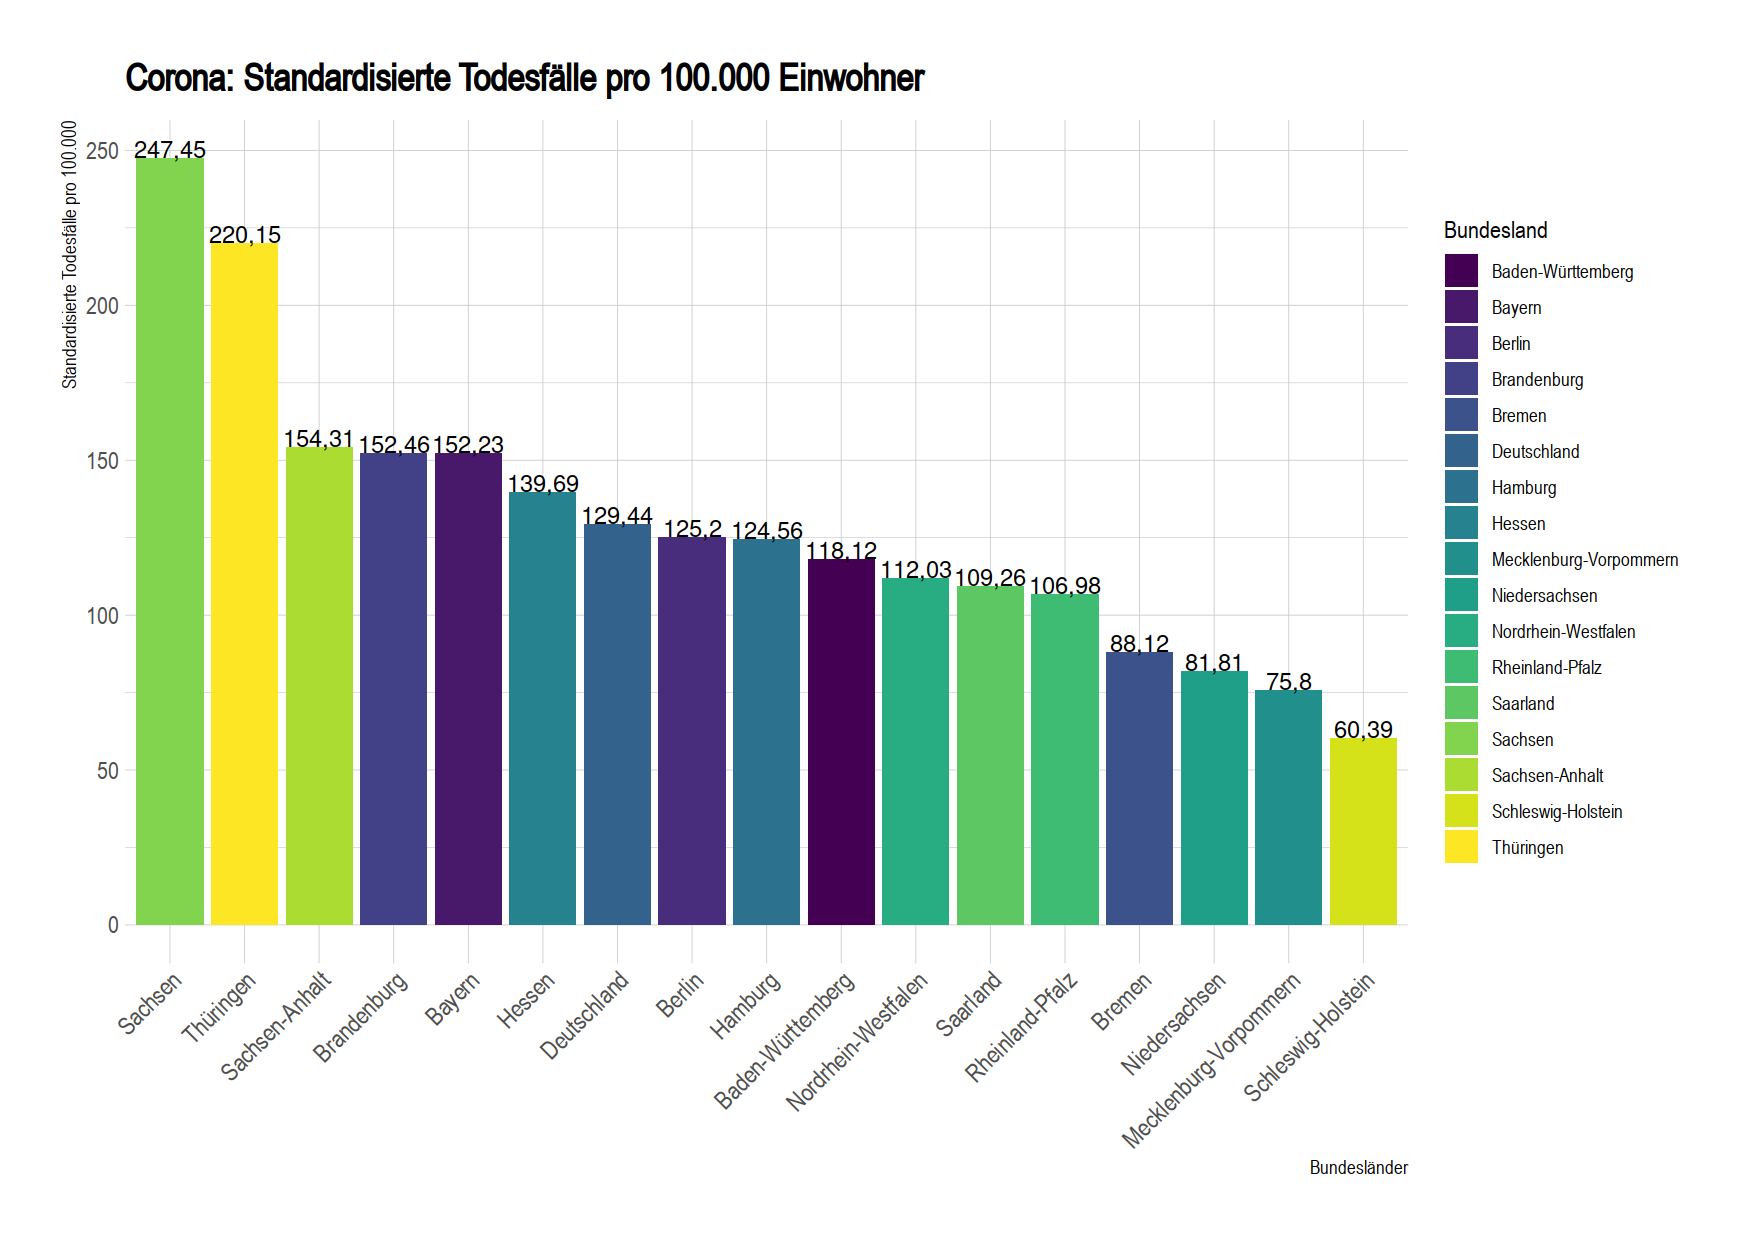 Corona: Standardisierte Todesfälle pro 100.000 Einwohner
Standardisierte Todesfälle pro 100.000
250
200
150
100
50
0
247,45
220,15
154,31
152,46
152,23
139,69
129,44
125,2
124,56
118,12
112,03
109,26
106,98
88,12
81,81
75,8
60,39
Sachsen
Thüringen
Sachsen-Anhalt
Brandenburg
Bayern
Hessen
Deutschland
Berlin
Hamburg
Baden-Württemberg
Nordrhein-Westfalen
Saarland
Rheinland-Pfalz
Bremen
Niedersachsen
Mecklenburg-Vorpommern
Schleswig-Holstein
Bundesländer
Bundesland
Baden-Württemberg
Bayern
Berlin
Brandenburg
Bremen
Deutschland
Hamburg
Hessen
Mecklenburg-Vorpommern
Niedersachsen
Nordrhein-Westfalen
Rheinland-Pfalz
Saarland
Sachsen
Sachsen-Anhalt
Schleswig-Holstein
Thüringen